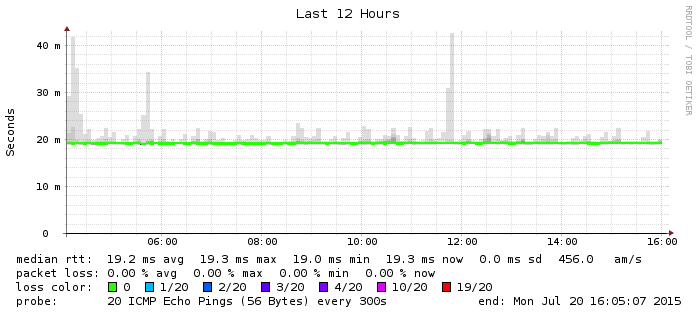 Last 12 Hours
RRDTOOL / TOBI OETIKER
Seconds
40 m
30 m
20 m
10 m
0
06:00 08:00 10:00 12:00 14:00 16:00
median rtt: 19.2 ms avg 19.3 ms max 19.0 ms min 19.3 ms now 0.0 ms sd 456.0 am/s
packet loss: 0.00 % avg 0.00 % max 0.00 % min 0.00 % now
loss color: 0 1/20 2/20 3/20 4/20 10/20 19/20
probe: 20 ICMP Echo Pings (56 Bytes) every 300s end: Mon Jul 20 16:05:07 2015